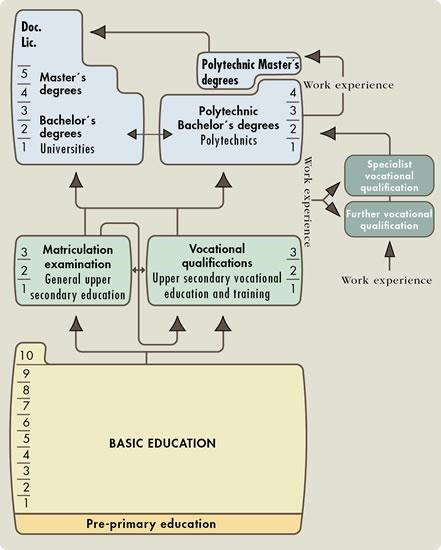 Doc.
Lic.
5
4
3
2
1
Master´s
degrees
Bachelor´s
degrees
Universities
Polytechnic Master´s
degrees
Work experience
4
3
2
1
Polytechnic
Bachelor´s degrees
Polytechnics
Work experience
Specialist
vocational
qualification
Further vocational
qualification
Work experience
3
2
1
Matriculation
examination
General upper
secondary education
Vocational
qualifications
Upper secondary vocational
education and training
3
2
1
10
9
8
7
6
5
4
3
2
1
BASIC EDUCATION
Pre-primary education